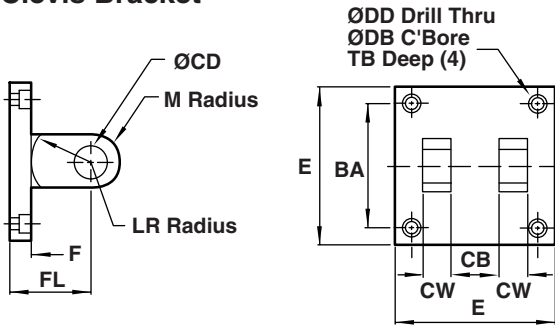 Clevis Bracket
ØDD Drill Thru
ØDB C'Bore
TB Deep (4)
ØCD
M Radius
LR Radius
F
FL
E
BA
CB
CW
CW
E